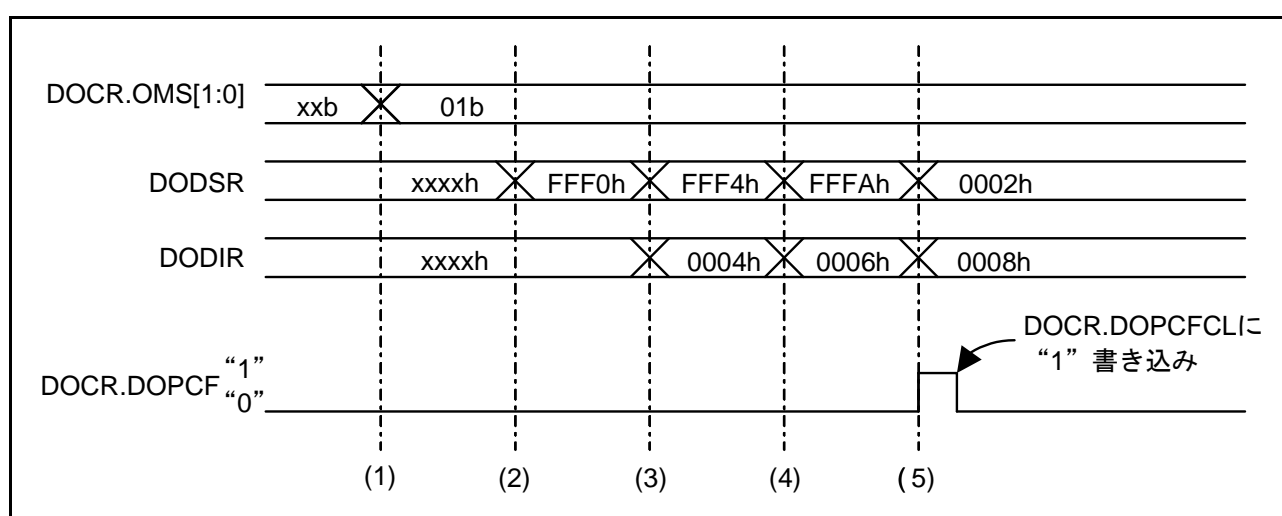 DOCR.OMS[1:0] xxb 01b
DODSR xxxxh FFF0h FFF4h FFFAh 0002h
DODIR xxxxh 0004h 0006h 0008h
DOCR.DOPCFCLに
“1” 書き込み
“1”
DOCR.DOPCF
“0”
(1) (2) (3) (4) (5)